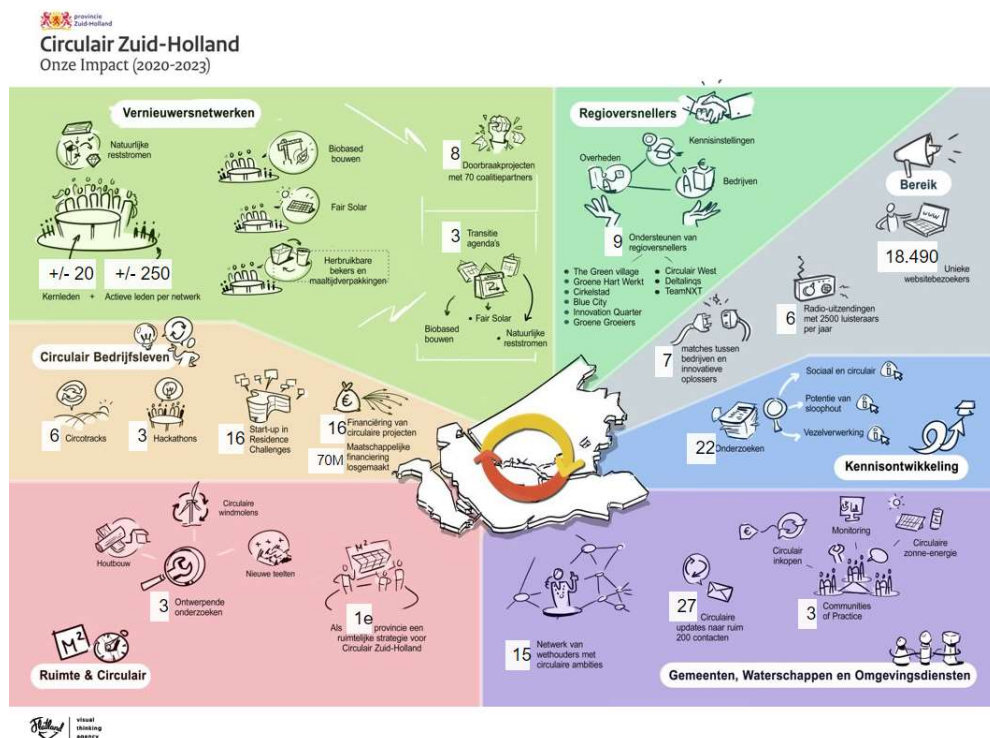 provincie
Zuid-Holland
Circulair Zuid-Holland
Onze Impact (2020-2023)
Vernieuwersnetwerken
Natuurlijke
reststromen
Biobased
bouwen
Fair Solar
Herbruikbare
bekers en
maaltijdverpakkingen
+/- 20
+/- 250
Kernleden + Actieve leden per netwerk
8
Doorbraakprojecten
met 70 coalitiepartners
3
Transitie
agenda's
Biobased
bouwen
• Fair Solar
• Natuurlijke
reststromen
Regioversnellers
Kennisinstellingen
Overheden
Bedrijven
9
Ondersteunen van
regioversnellers
• The Green village
• Groene Hart Werkt
• Cirkelstad
• Blue City
• Innovation Quarter
• Groene Groeiers
• Circulair West
• Deltalinqs
• TeamNXT
7
matches tussen
bedrijven en
innovatieve
oplossers
Bereik
www
18.490
Unieke
websitebezoekers
6
Radio-uitzendingen
met 2500 luisteraars
per jaar
Circulair Bedrijfsleven
6
Circotracks
3
Hackathons
16
Start-up in
Residence
Challenges
€
16
Financiëring van
circulaire projecten
70M
Maatschappelijke
financiering
losgemaakt
22
Onderzoeken
Sociaal en circulair
Potentie van
sloophout
Vezelverwerking
Kennisontwikkeling
Circulaire
windmolens
Houtbouw
Nieuwe teelten
3
Ontwerpende
onderzoeken
M²
1e
Als provincie een
ruimtelijke strategie voor
Circulair Zuid-Holland
M²
Ruimte & Circulair
15
Netwerk van
wethouders met
circulaire ambities
27
Circulaire
updates naar ruim
200 contacten
€
Circulair
inkopen
Monitoring
Circulaire
zonne-energie
3
Communities
of Practice
Gemeenten, Waterschappen en Omgevingsdiensten
Flatland
visual
thinking
agency